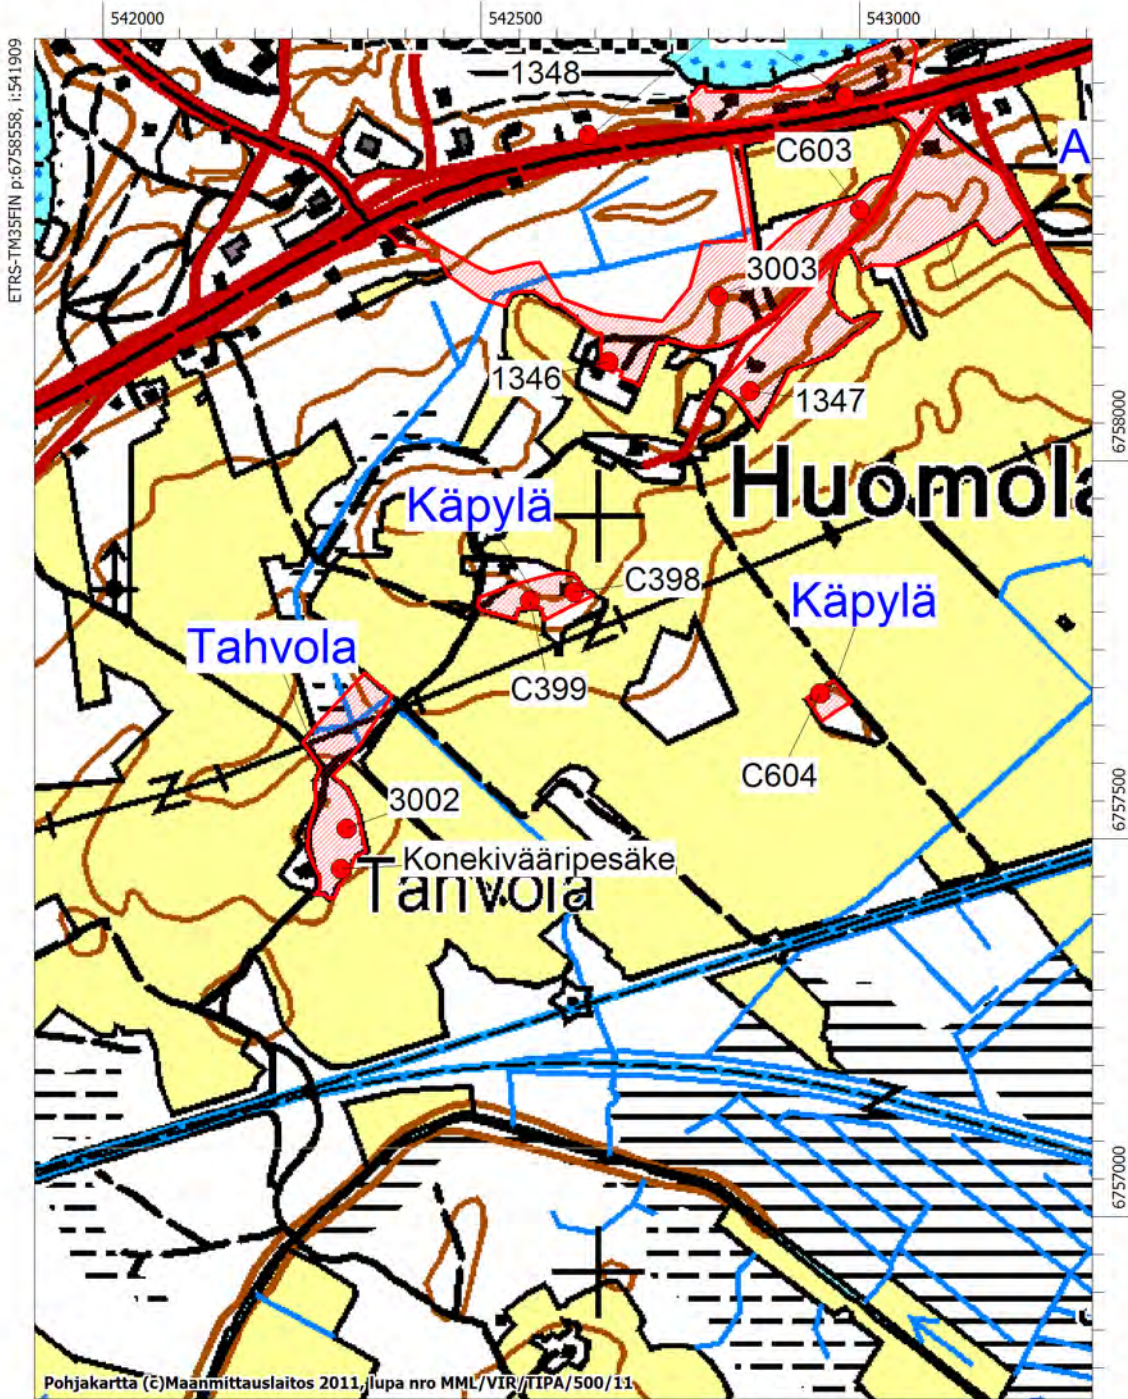 542000
542500
543000
ETRS-TM35FIN p:6758558, i:54190
1348
C603
A
3003
1346
1347
6758000
Huomola
Käpylä
C398
Käpylä
Tahvola
C399
C604
3002
6757500
Konekivääripesäke
Tahvola
6757000
Pohjakartta (c)Maanmittauslaitos 2011, lupa nro MML/VIR/TIPA/500/11